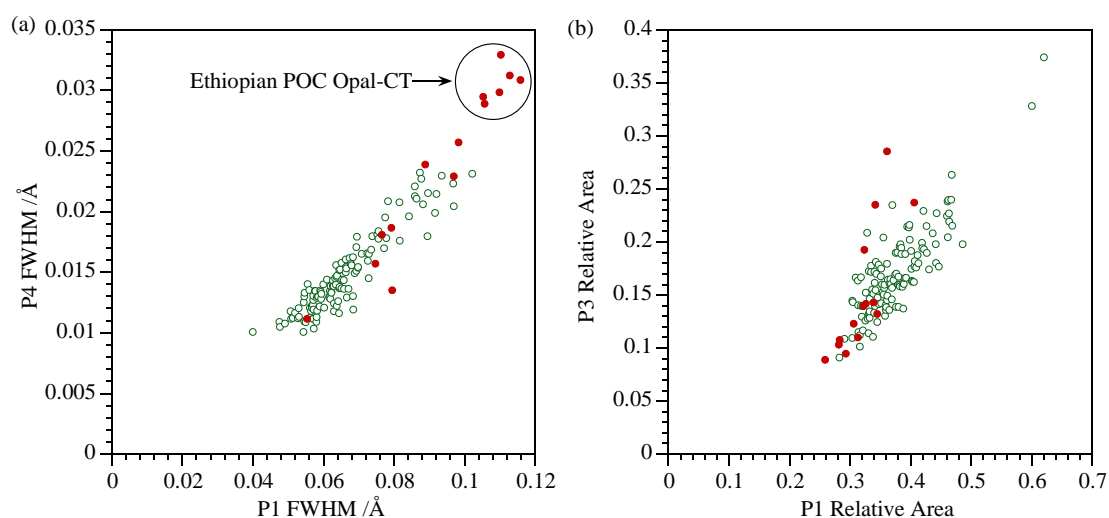 (a)
0.035
0.03
0.025
0.02
0.015
0.01
0.005
0
P4 FWHM /Å
Ethiopian POC Opal-CT
0 0.02 0.04 0.06 0.08 0.1 0.12
P1 FWHM /Å
(b)
0.4
0.35
0.3
0.25
0.2
0.15
0.1
0.05
0
P3 Relative Area
0 0.1 0.2 0.3 0.4 0.5 0.6 0.7
P1 Relative Area